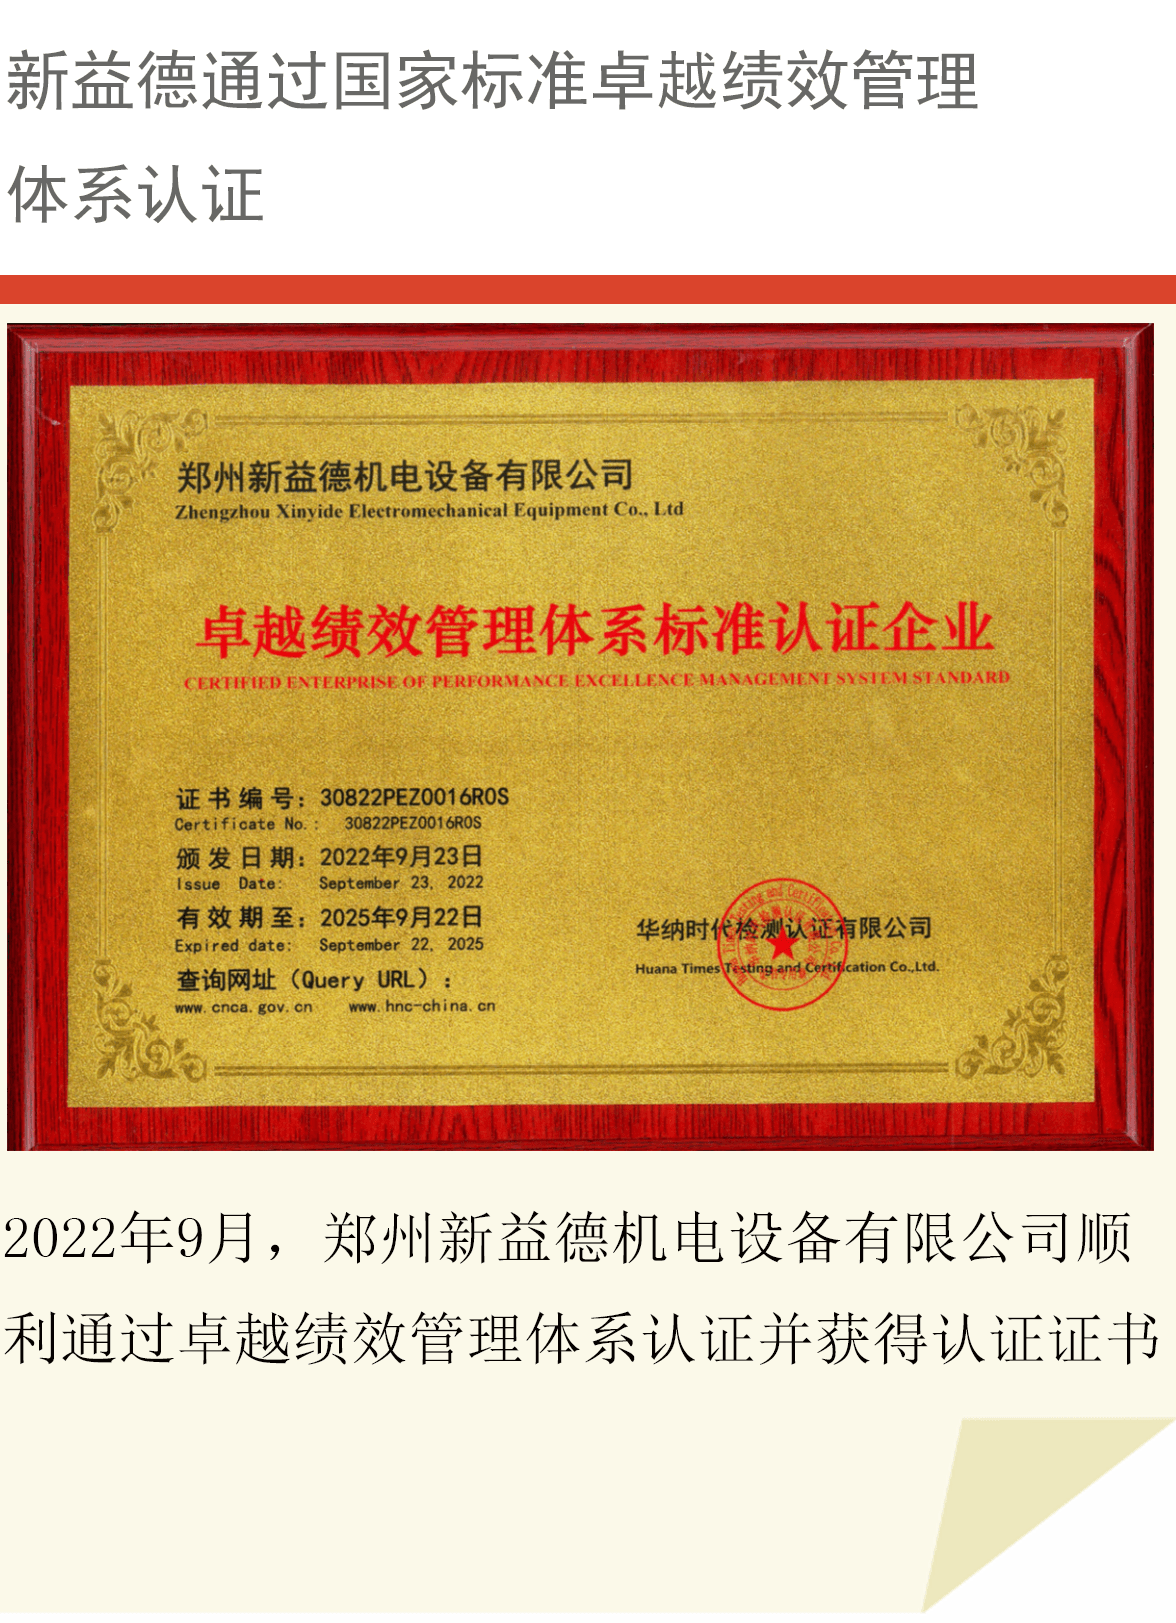 新益德通过国家标准卓越绩效管理
体系认证
郑州新益德机电设备有限公司
Zhengzhou Xinyide Electromechanical Equipment Co., Ltd
卓越绩效管理体系标准认证企业
CERTIFIED ENTERPRISE OF PERFORMANCE EXCELLENCE MANAGEMENT SYSTEM STANDARD
证书编号：30822PEZ0016R0S
Certificate No.: 30822PEZ0016R0S
颁发日期：2022年9月23日
Issue Date: September 23, 2022
有效期至：2025年9月22日
Expired date: September 22, 2025
查询网址（Query URL）：
www.cnca.gov.cn www.hnc-china.cn
华纳时代检测认证有限公司
Huana Times Testing and Certification Co.,Ltd.
2022年9月，郑州新益德机电设备有限公司顺
利通过卓越绩效管理体系认证并获得认证证书